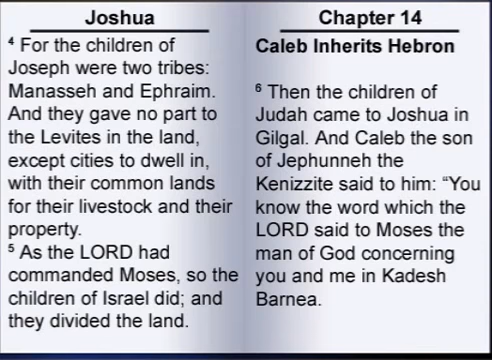 Joshua
⁴ For the children of
Joseph were two tribes:
Manasseh and Ephraim.
And they gave no part to
the Levites in the land,
except cities to dwell in,
with their common lands
for their livestock and their
property.
⁵ As the LORD had
commanded Moses, so the
children of Israel did; and
they divided the land.
Chapter 14
Caleb Inherits Hebron
⁶ Then the children of
Judah came to Joshua in
Gilgal. And Caleb the son
of Jephunneh the
Kenizzite said to him: “You
know the word which the
LORD said to Moses the
man of God concerning
you and me in Kadesh
Barnea.